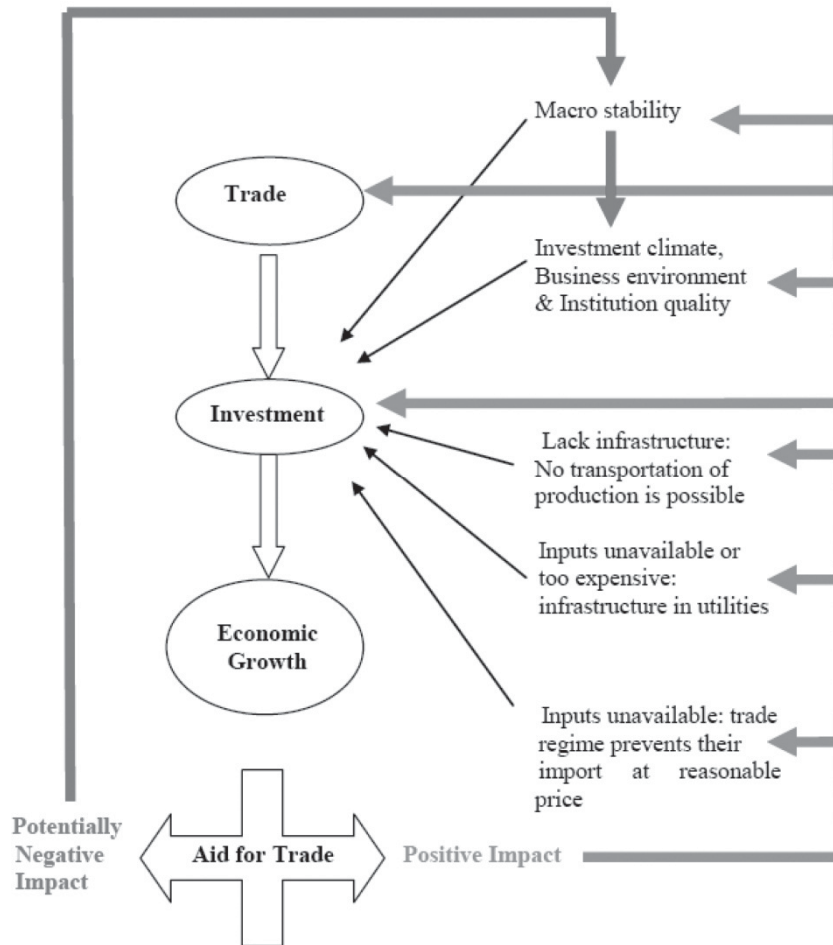 Macro stability
Trade
Investment climate,
Business environment
& Institution quality
Investment
Lack infrastructure:
No transportation of
production is possible
Inputs unavailable or
too expensive:
infrastructure in utilities
Economic
Growth
Inputs unavailable: trade
regime prevents their
import at reasonable
price
Potentially
Negative
Impact
Aid for Trade
Positive Impact